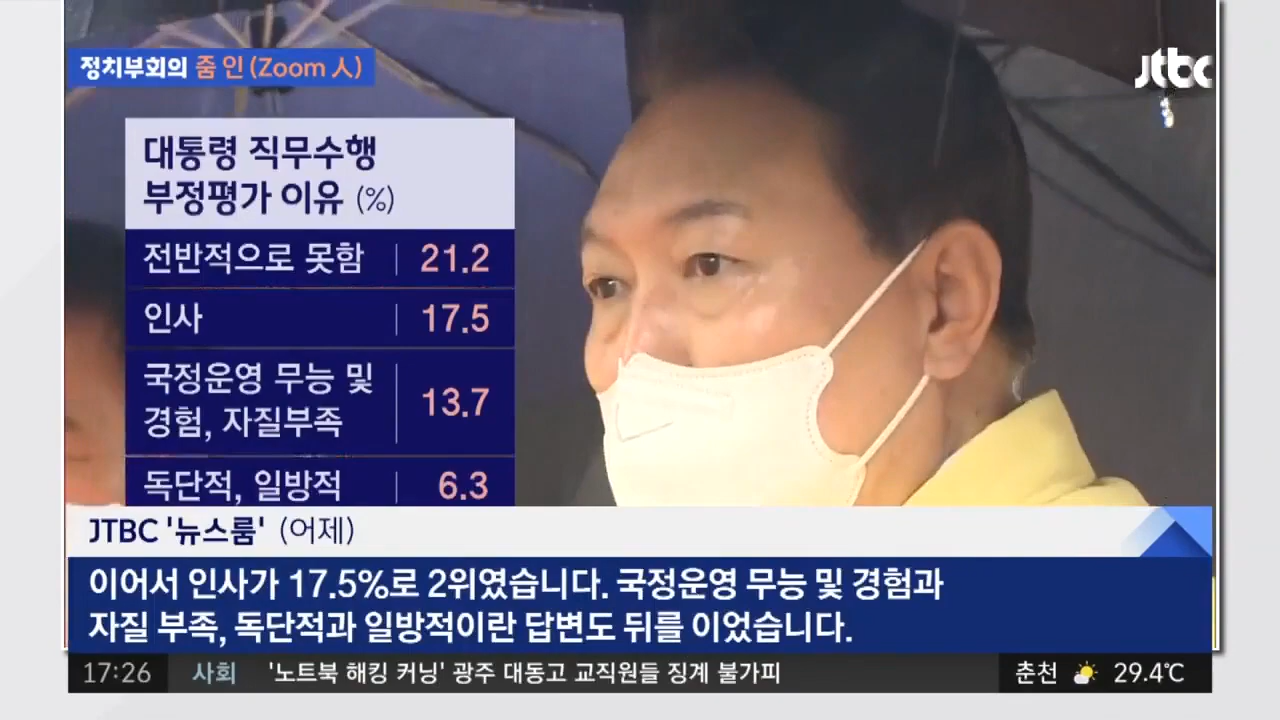 정치부회의 줌 인 (Zoom 人)
jtbc
대통령 직무수행
부정평가 이유 (%)
전반적으로 못함 21.2
인사 17.5
국정운영 무능 및
경험, 자질부족 13.7
독단적, 일방적 6.3
JTBC '뉴스룸' (어제)
이어서 인사가 17.5%로 2위였습니다. 국정운영 무능 및 경험과
자질 부족, 독단적과 일방적이란 답변도 뒤를 이었습니다.
17:26 사회 '노트북 해킹 커닝' 광주 대동고 교직원들 징계 불가피 춘천 29.4℃